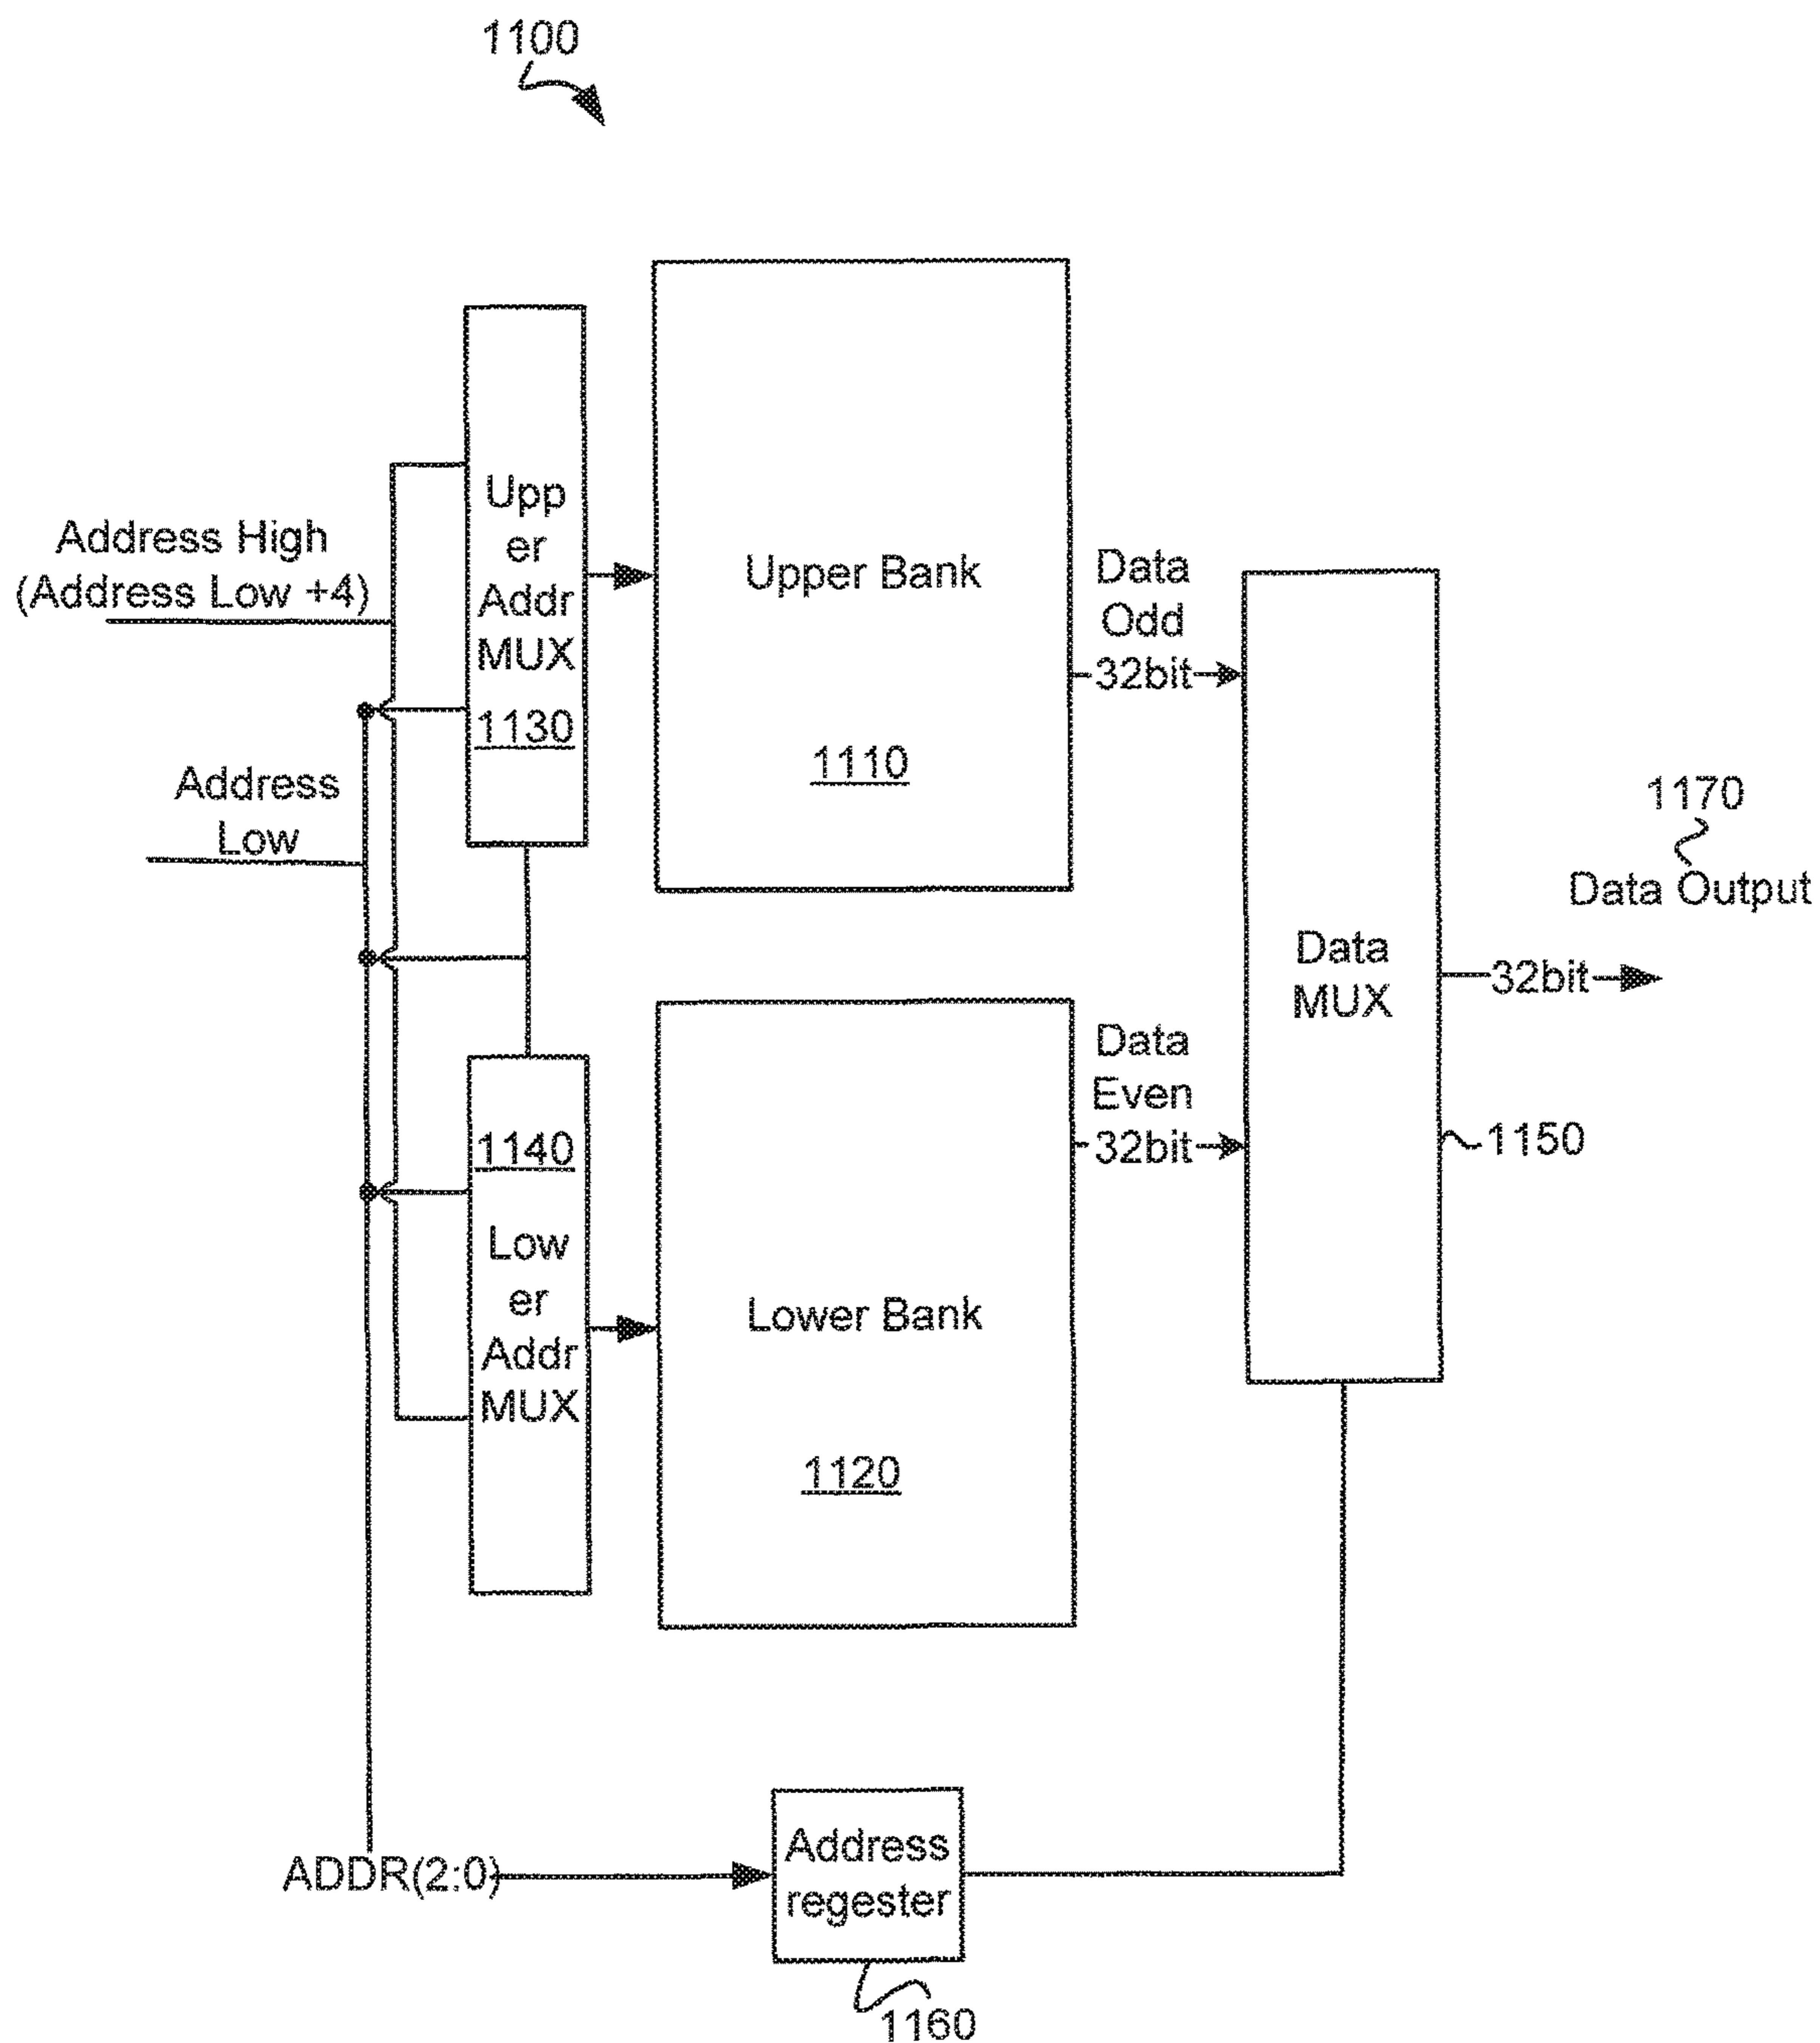 1100
Address High
(Address Low +4)
Address
Low
Upp
er
Addr
MUX
1130
Upper Bank
1110
Data
Odd
32bit
1170
Data Output
Data
MUX
32bit
1140
Low
er
Addr
MUX
Lower Bank
1120
Data
Even
32bit
1150
ADDR(2:0)
Address
regester
1160